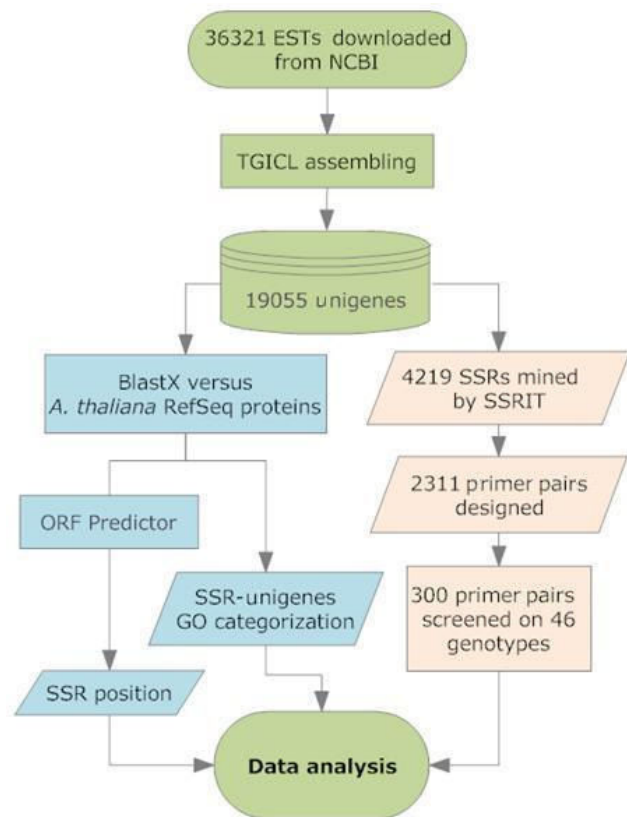 36321 ESTs downloaded
from NCBI
TGICL assembling
19055 unigenes
BlastX versus
A. thaliana RefSeq proteins
4219 SSRs mined
by SSRIT
ORF Predictor
2311 primer pairs
designed
SSR-unigenes
GO categorization
300 primer pairs
screened on 46
genotypes
SSR position
Data analysis